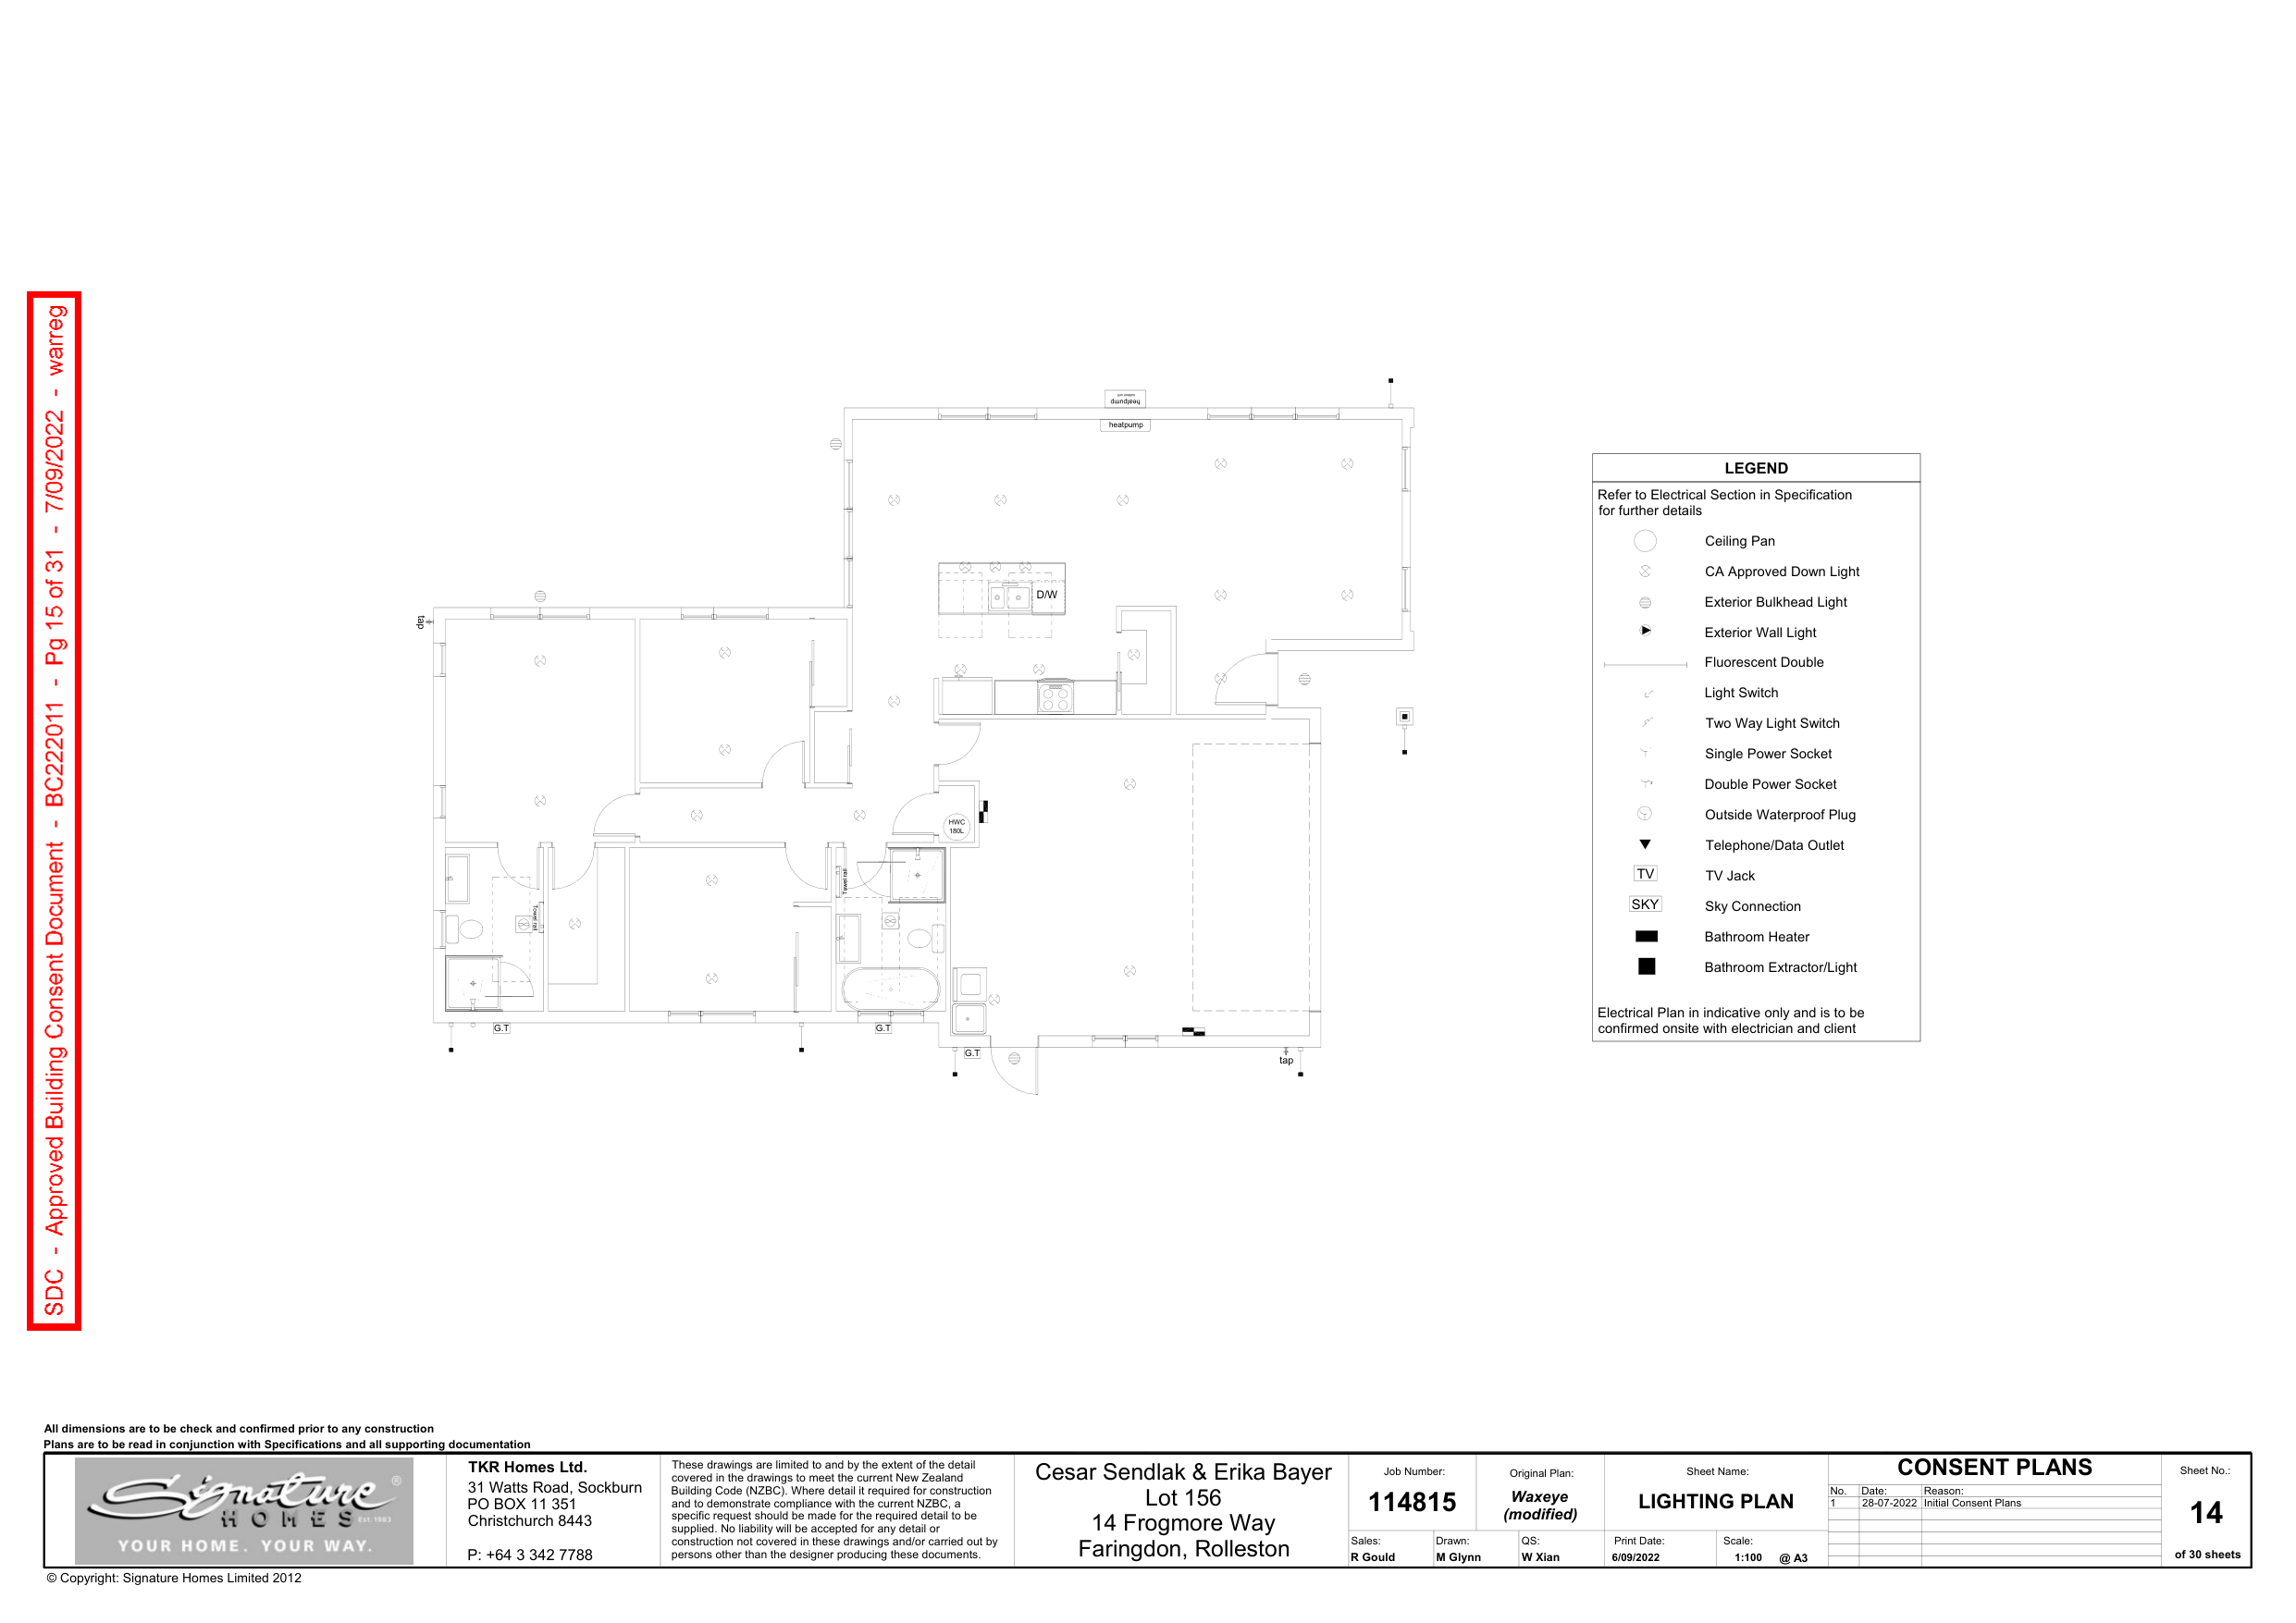 SDC - Approved Building Consent Document - BC222011 - Pg 15 of 31 - 7/09/2022 - warreg
heatpump
heatpump
D/W
tap
HWC
180L
Towel rail
Towel rail
G.T
G.T
G.T
tap
LEGEND
Refer to Electrical Section in Specification
for further details
Ceiling Pan
CA Approved Down Light
Exterior Bulkhead Light
Exterior Wall Light
Fluorescent Double
Light Switch
Two Way Light Switch
Single Power Socket
Double Power Socket
Outside Waterproof Plug
Telephone/Data Outlet
TV TV Jack
SKY Sky Connection
Bathroom Heater
Bathroom Extractor/Light
Electrical Plan in indicative only and is to be
confirmed onsite with electrician and client
All dimensions are to be check and confirmed prior to any construction
Plans are to be read in conjunction with Specifications and all supporting documentation
Signature ®
HOMES Est. 1983
YOUR HOME. YOUR WAY.
TKR Homes Ltd.
31 Watts Road, Sockburn
PO BOX 11 351
Christchurch 8443
P: +64 3 342 7788
These drawings are limited to and by the extent of the detail
covered in the drawings to meet the current New Zealand
Building Code (NZBC). Where detail it required for construction
and to demonstrate compliance with the current NZBC, a
specific request should be made for the required detail to be
supplied. No liability will be accepted for any detail or
construction not covered in these drawings and/or carried out by
persons other than the designer producing these documents.
Cesar Sendlak & Erika Bayer
Lot 156
14 Frogmore Way
Faringdon, Rolleston
Job Number:
114815
Original Plan:
Waxeye
(modified)
Sheet Name:
LIGHTING PLAN
Sales:
R Gould
Drawn:
M Glynn
QS:
W Xian
Print Date:
6/09/2022
Scale:
1:100 @ A3
CONSENT PLANS
No. Date: Reason:
1 28-07-2022 Initial Consent Plans
Sheet No.:
14
of 30 sheets
© Copyright: Signature Homes Limited 2012